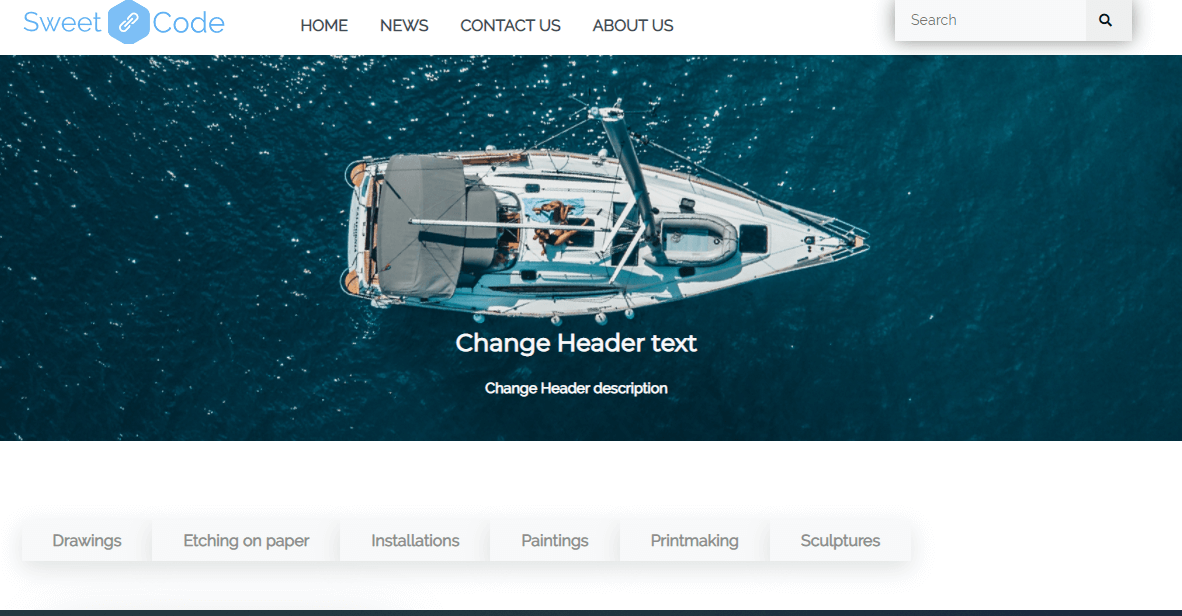 Sweet Code
HOME NEWS CONTACT US ABOUT US
Search
Change Header text
Change Header description
Drawings Etching on paper Installations Paintings Printmaking Sculptures